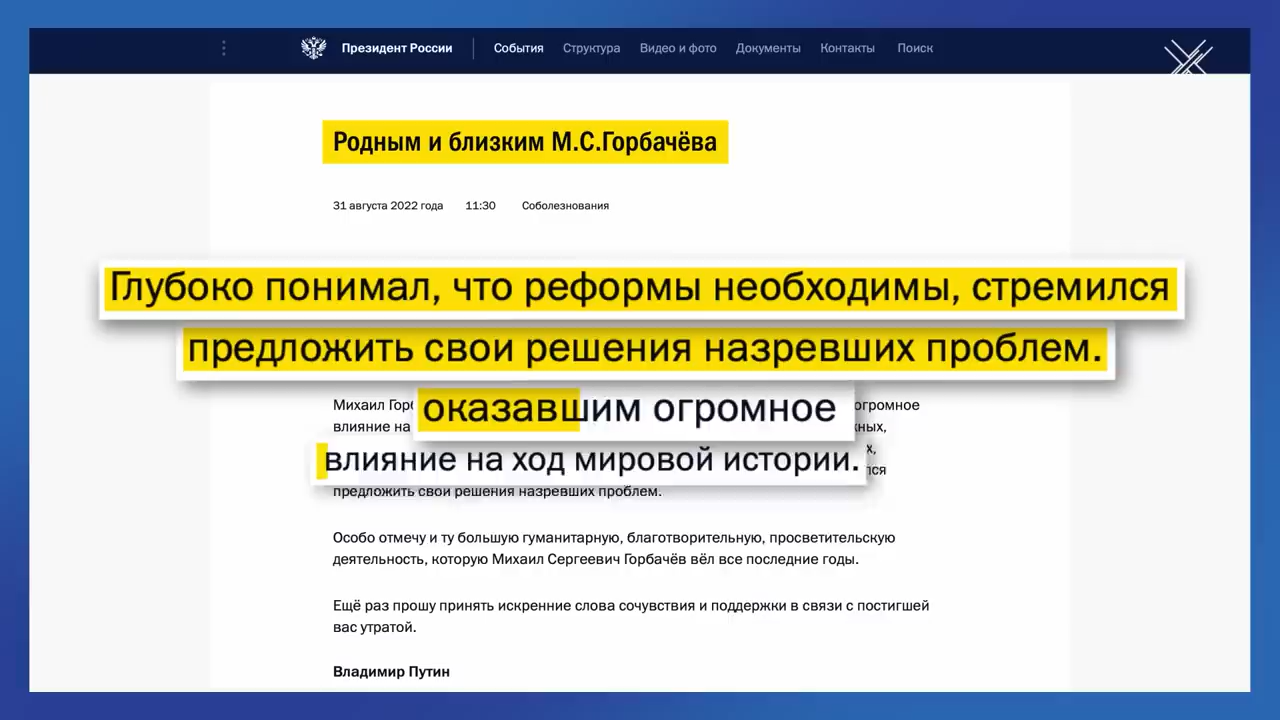 Президент России
События
Структура
Видео и фото
Документы
Контакты
Поиск
Родным и близким М.С.Горбачёва
31 августа 2022 года
11:30
Соболезнования
Глубоко понимал, что реформы необходимы, стремился
предложить свои решения назревших проблем.
оказавшим огромное
влияние на ход мировой истории.
Михаил огромное
влияние на
предложить свои решения назревших проблем.
Особо отмечу и ту большую гуманитарную, благотворительную, просветительскую
деятельность, которую Михаил Сергеевич Горбачёв вёл все последние годы.
Ещё раз прошу принять искренние слова сочувствия и поддержки в связи с постигшей
вас утратой.
Владимир Путин